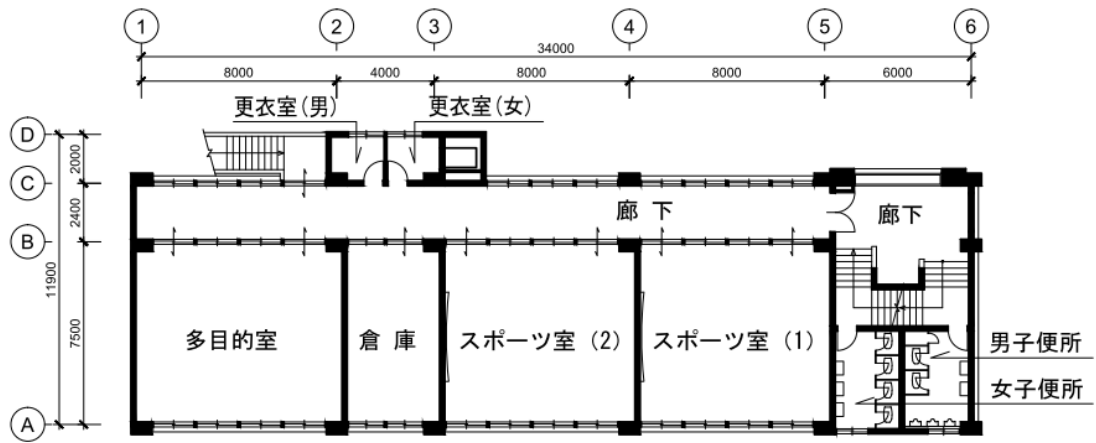 1 2 3 4 5 6
34000
8000 4000 8000 8000 6000
更衣室(男) 更衣室(女)
D
2000
C
2400
廊 下
廊下
B
11900
7500
多目的室
倉 庫
スポーツ室 (2)
スポーツ室 (1)
男子便所
女子便所
A